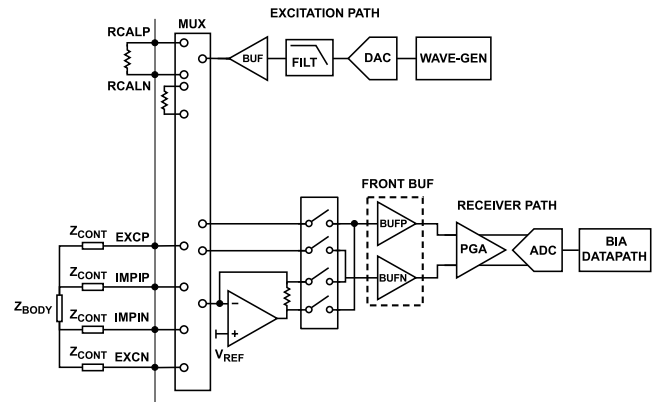 EXCITATION PATH
MUX
RCALP
RCALN
BUF
FILT
DAC
WAVE-GEN
FRONT BUF
RECEIVER PATH
BUFP
BUFN
PGA
ADC
BIA
DATAPATH
ZCONT EXCP
ZCONT IMPIP
ZBODY
ZCONT IMPIN
ZCONT EXCN
−
+
VREF